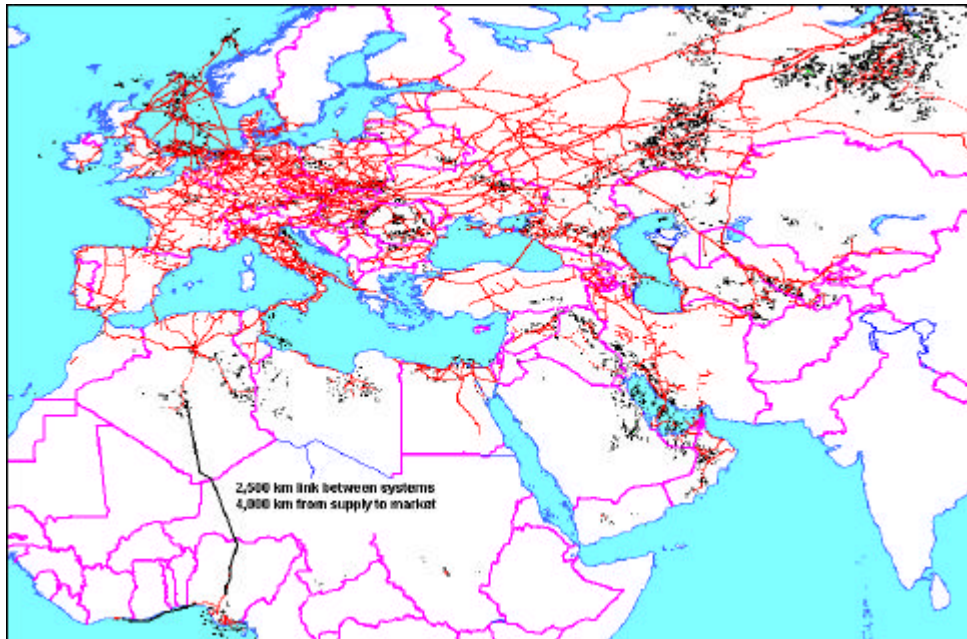 2,500 km link between systems
4,000 km from supply to market